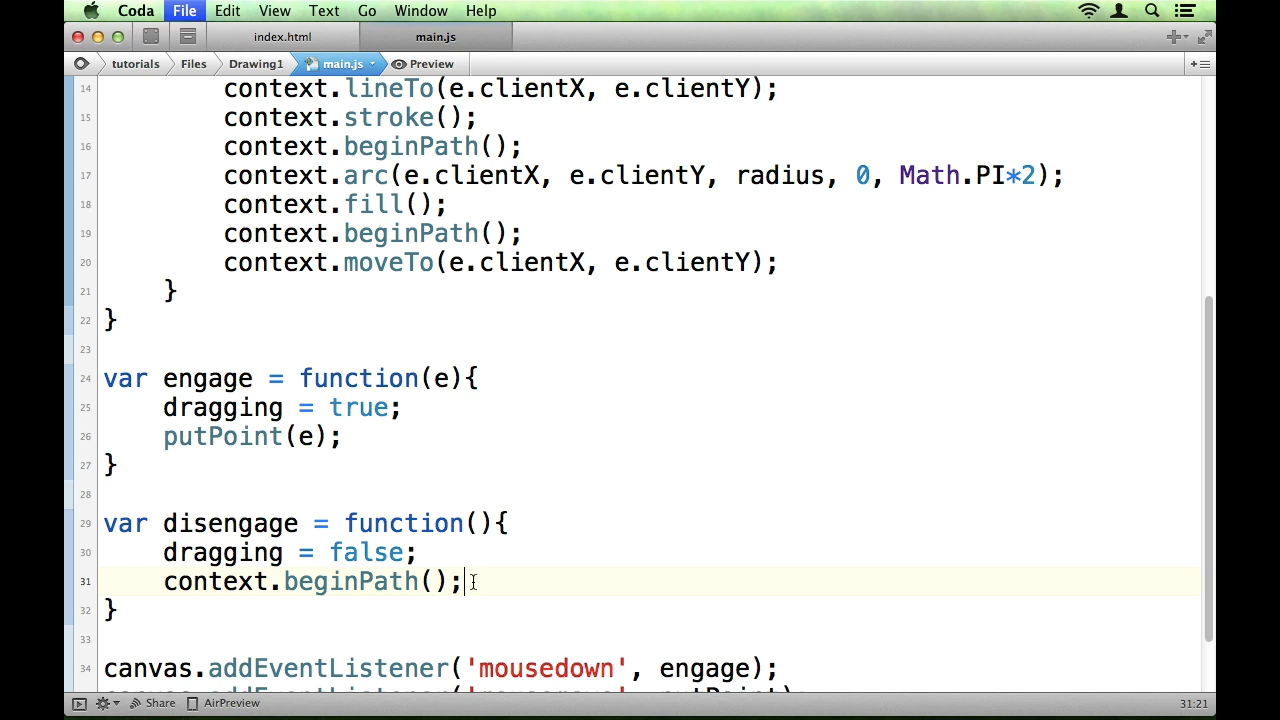 Coda File Edit View Text Go Window Help
index.html main.js
tutorials Files Drawing1 main.js Preview
14 context.lineTo(e.clientX, e.clientY);
15 context.stroke();
16 context.beginPath();
17 context.arc(e.clientX, e.clientY, radius, 0, Math.PI*2);
18 context.fill();
19 context.beginPath();
20 context.moveTo(e.clientX, e.clientY);
21 }
22 }
23
24 var engage = function(e){
25 dragging = true;
26 putPoint(e);
27 }
28
29 var disengage = function(){
30 dragging = false;
31 context.beginPath();
32 }
33
34 canvas.addEventListener('mousedown', engage);
canvas.addEventListener('mousemove', putPoint);
Share AirPreview 31:21